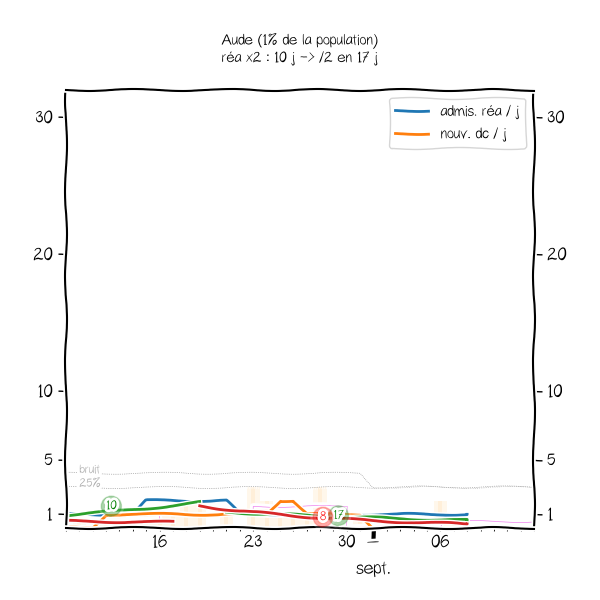 Aude (1% de la population)
réa x2 : 10 j -> /2 en 17 j
admis. réa / j
nouv. dc / j
30 30
20 20
10 10
5 5
bruit
25%
1 1
10 8 17
16 23 30 06
sept.